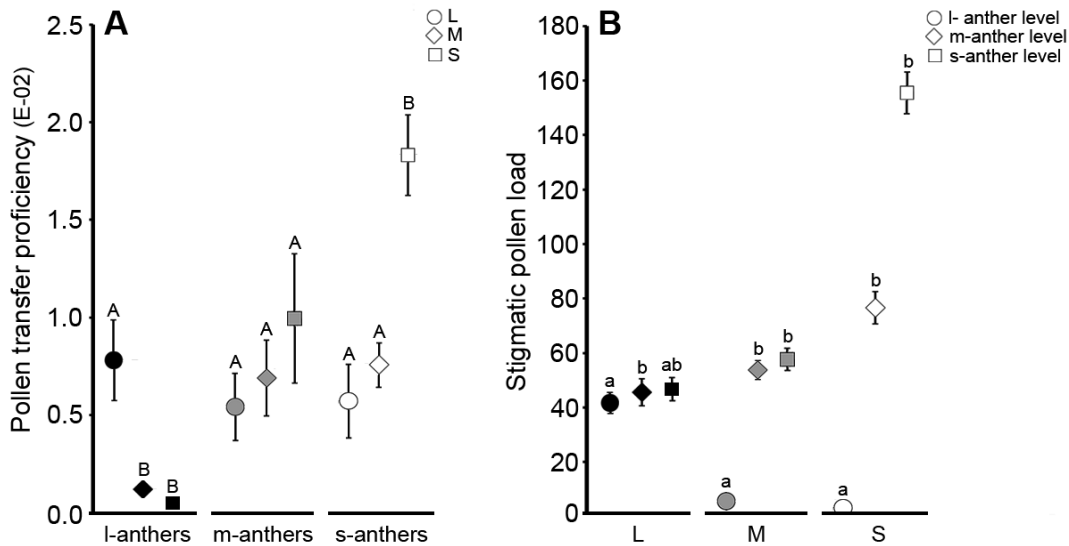 A
L
M
S
Pollen transfer proficiency (E-02)
2.5
2.0
1.5
1.0
0.5
0.0
A
B
B
A
A
A
A
A
B
l-anthers
m-anthers
s-anthers
B
l- anther level
m-anther level
s-anther level
Stigmatic pollen load
180
160
140
120
100
80
60
40
20
0
a
b
ab
a
b
b
a
b
b
L
M
S